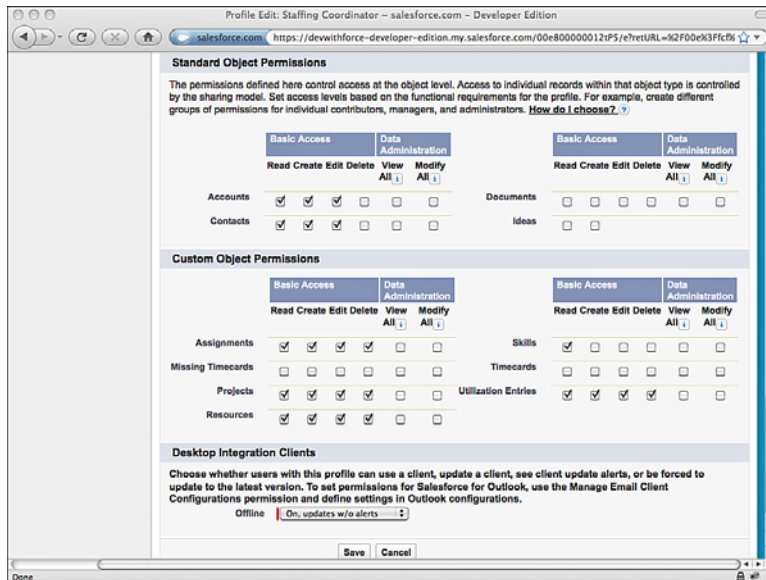 Profile Edit: Staffing Coordinator ~ salesforce.com – Developer Edition
salesforce.com https://devwithforce-developer-edition.my.salesforce.com/00e800000012tP5/e?retURL=%2F00e%3Ffcf%
Standard Object Permissions
The permissions defined here control access at the object level. Access to individual records within that object type is controlled
by the sharing model. Set access levels based on the functional requirements for the profile. For example, create different
groups of permissions for individual contributors, managers, and administrators. How do I choose? ?
Basic Access Data Administration Basic Access Data Administration
Read Create Edit Delete View All i Modify All i Read Create Edit Delete View All i Modify All i
Accounts Documents
Contacts Ideas
Custom Object Permissions
Basic Access Data Administration Basic Access Data Administration
Read Create Edit Delete View All i Modify All i Read Create Edit Delete View All i Modify All i
Assignments Skills
Missing Timecards Timecards
Projects Utilization Entries
Resources
Desktop Integration Clients
Choose whether users with this profile can use a client, update a client, see client update alerts, or be forced to
update to the latest version. To set permissions for Salesforce for Outlook, use the Manage Email Client
Configurations permission and define settings in Outlook configurations.
Offline On, updates w/o alerts
Save Cancel
Done